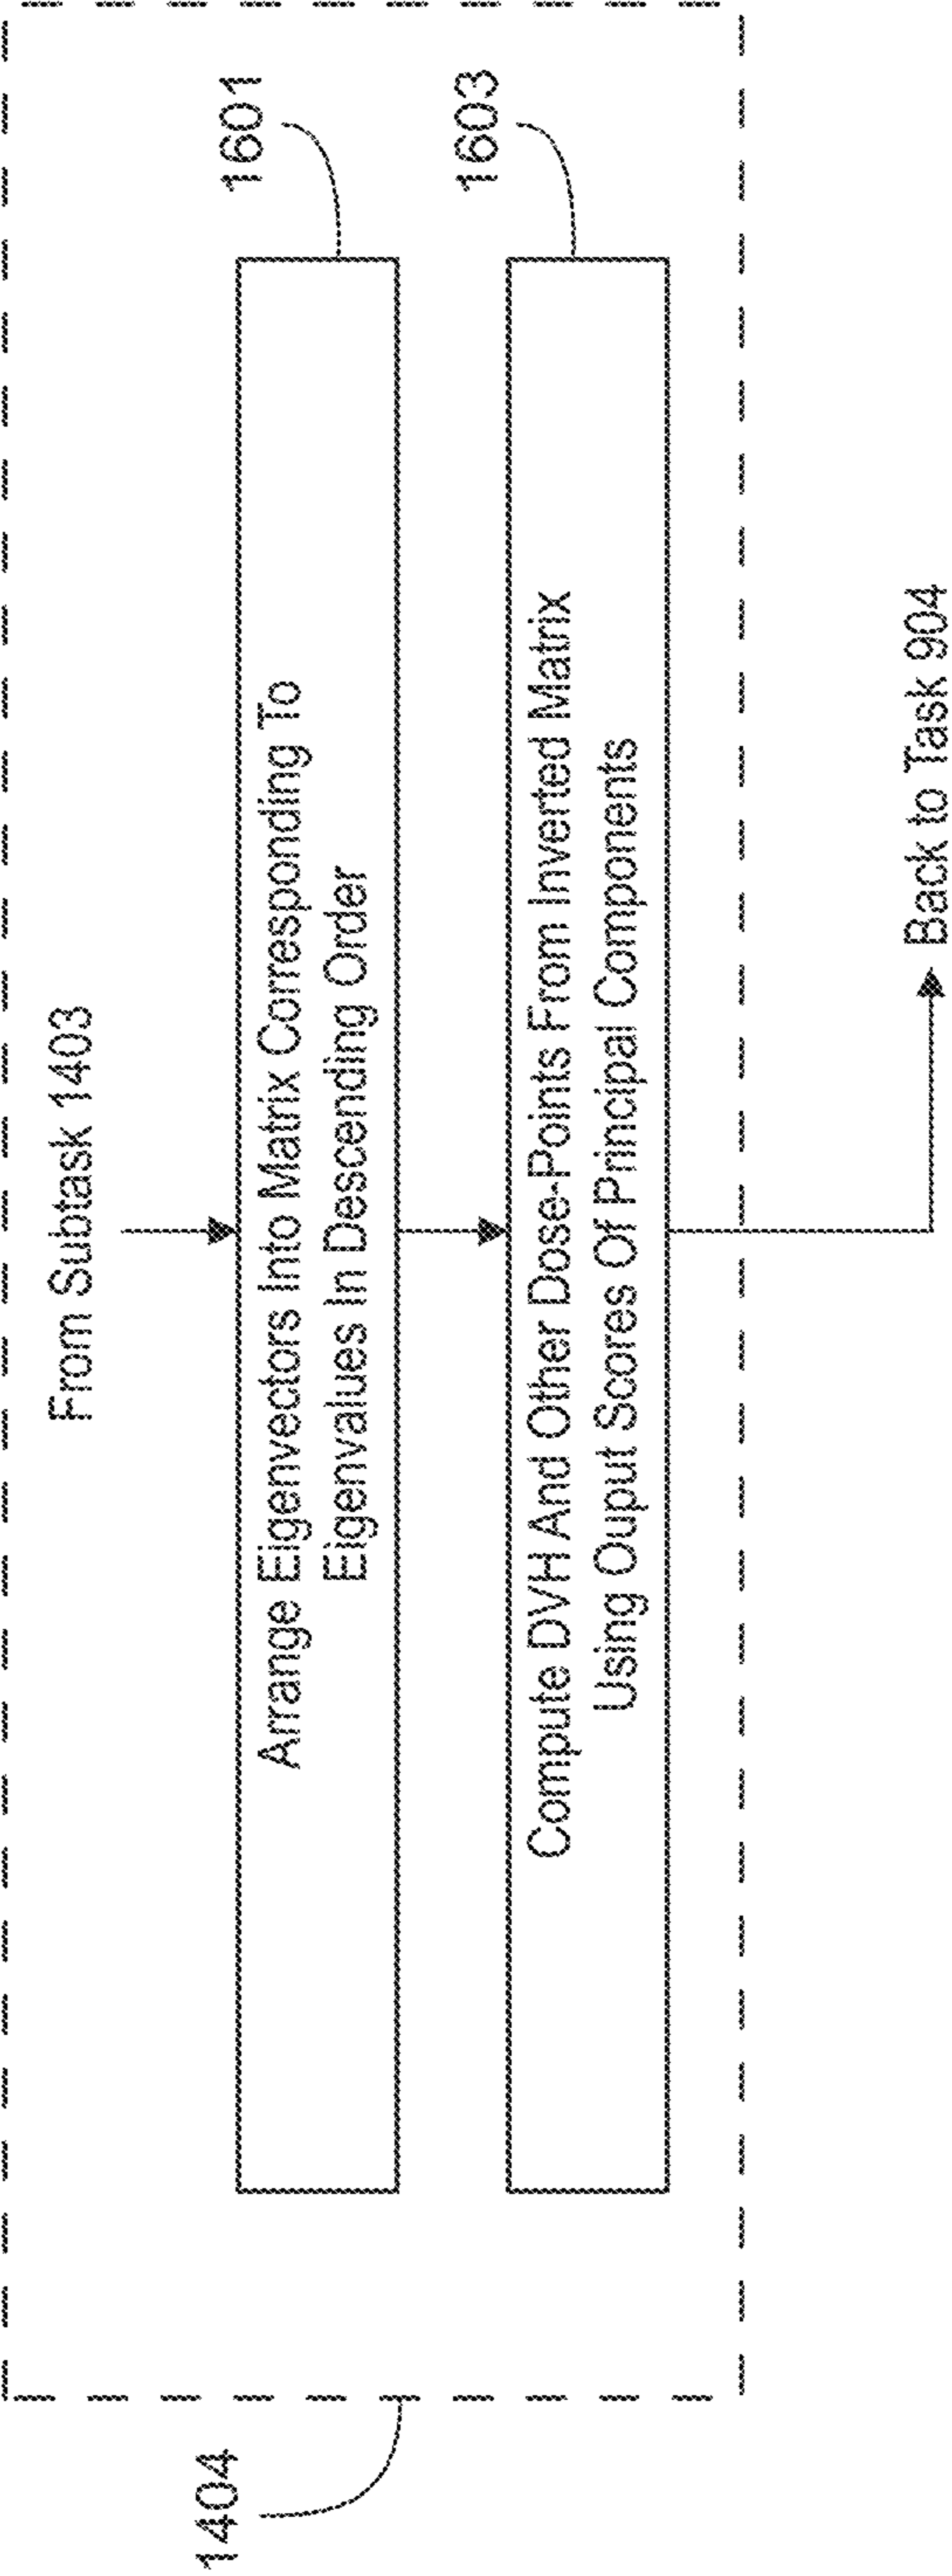 1404
From Subtask 1403
1601
Arrange Eigenvectors Into Matrix Corresponding To
Eigenvalues In Descending Order
1603
Compute DVH And Other Dose-Points From Inverted Matrix
Using Ouput Scores Of Principal Components
Back to Task 904